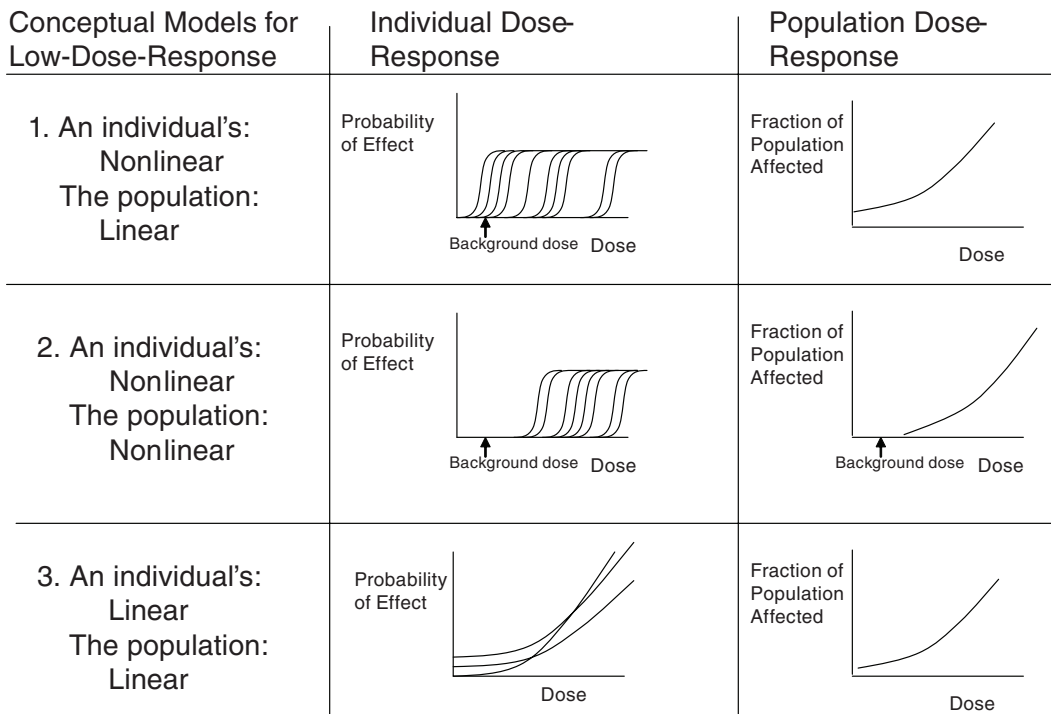 Conceptual Models for
Low-Dose-Response
Individual Dose-
Response
Population Dose-
Response
1. An individual's:
Nonlinear
The population:
Linear
Probability
of Effect
Background dose
Dose
Fraction of
Population
Affected
Dose
2. An individual's:
Nonlinear
The population:
Nonlinear
Probability
of Effect
Background dose
Dose
Fraction of
Population
Affected
Background dose
Dose
3. An individual's:
Linear
The population:
Linear
Probability
of Effect
Dose
Fraction of
Population
Affected
Dose